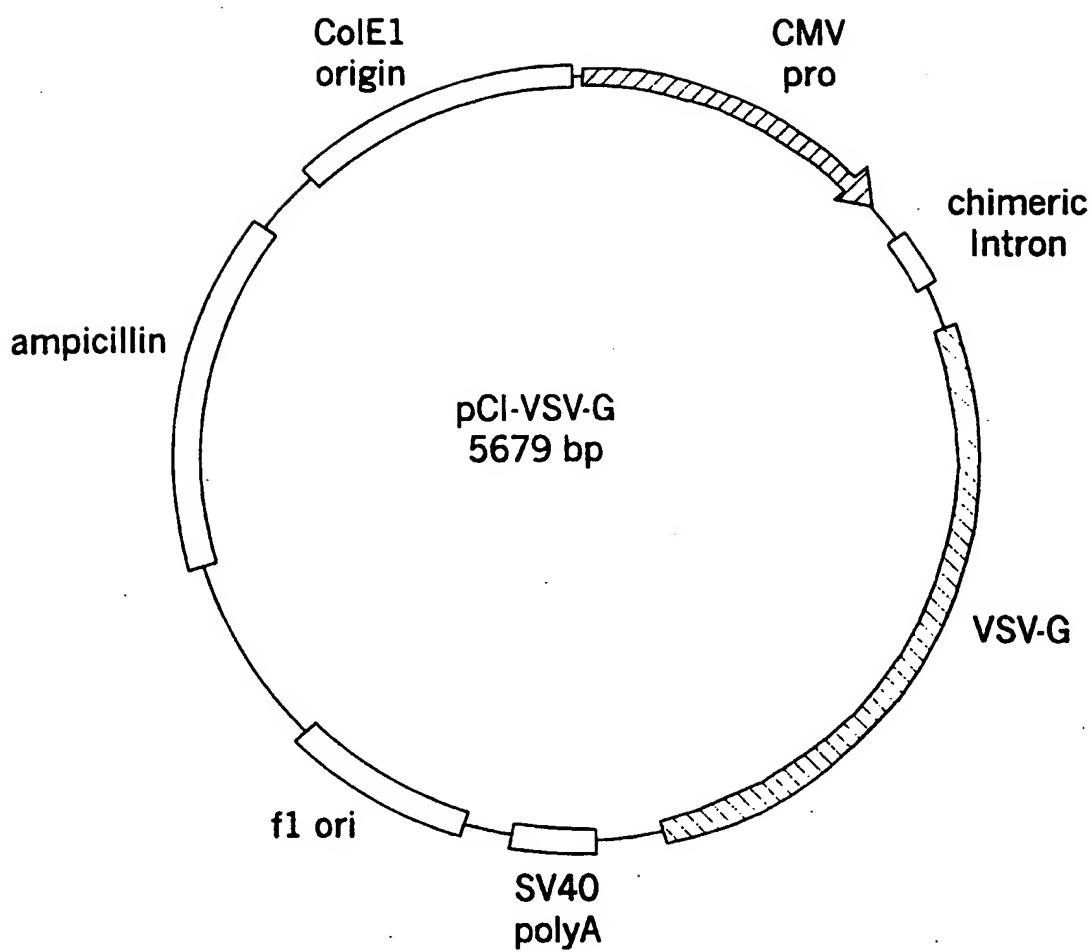 ColE1
origin
CMV
pro
chimeric
Intron
ampicillin
pCI-VSV-G
5679 bp
VSV-G
f1 ori
SV40
polyA